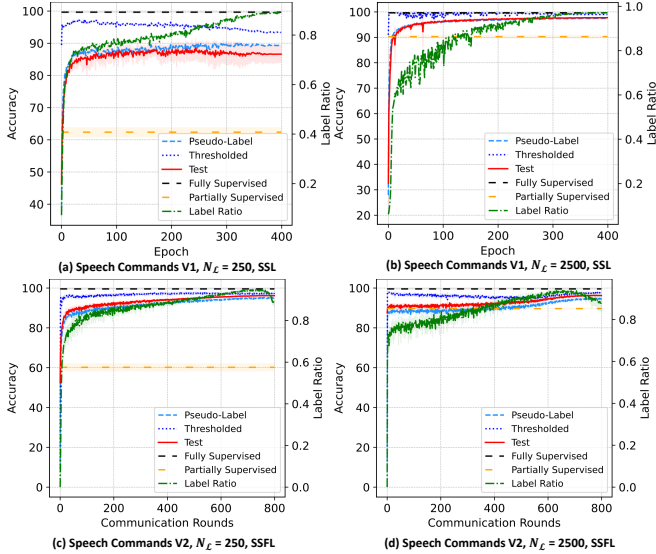 100
90
80
70
60
50
40
Accuracy
0.8
0.6
0.4
0.2
Label Ratio
0 100 200 300 400
Epoch
Pseudo-Label
Thresholded
Test
Fully Supervised
Partially Supervised
Label Ratio
(a) Speech Commands V1, N_ℒ = 250, SSL
100
90
80
70
60
50
40
30
20
Accuracy
1.0
0.8
0.6
0.4
0.2
Label Ratio
0 100 200 300 400
Epoch
Pseudo-Label
Thresholded
Test
Fully Supervised
Partially Supervised
Label Ratio
(b) Speech Commands V1, N_ℒ = 2500, SSL
100
80
60
40
20
0
Accuracy
0.8
0.6
0.4
0.2
0.0
Label Ratio
0 200 400 600 800
Communication Rounds
Pseudo-Label
Thresholded
Test
Fully Supervised
Partially Supervised
Label Ratio
(c) Speech Commands V2, N_ℒ = 250, SSFL
100
80
60
40
20
0
Accuracy
0.8
0.6
0.4
0.2
0.0
Label Ratio
0 200 400 600 800
Communication Rounds
Pseudo-Label
Thresholded
Test
Fully Supervised
Partially Supervised
Label Ratio
(d) Speech Commands V2, N_ℒ = 2500, SSFL